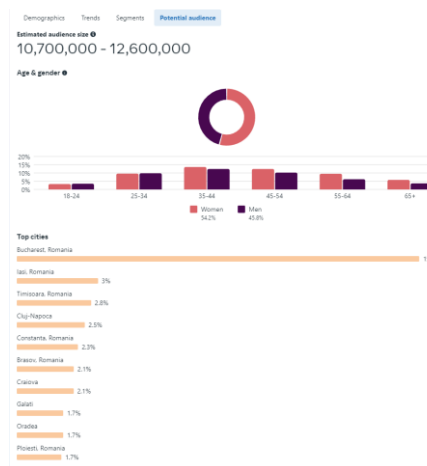 Demographics Trends Segments Potential audience
Estimated audience size
10,700,000 - 12,600,000
Age & gender
20%
15%
10%
5%
0%
18-24 25-34 35-44 45-54 55-64 65+
Women Men
54.2% 45.8%
Top cities
Bucharest, Romania
1
Iasi, Romania
3%
Timisoara, Romania
2.8%
Cluj-Napoca
2.5%
Constanta, Romania
2.3%
Brasov, Romania
2.1%
Craiova
2.1%
Galati
1.7%
Oradea
1.7%
Ploiesti, Romania
1.7%